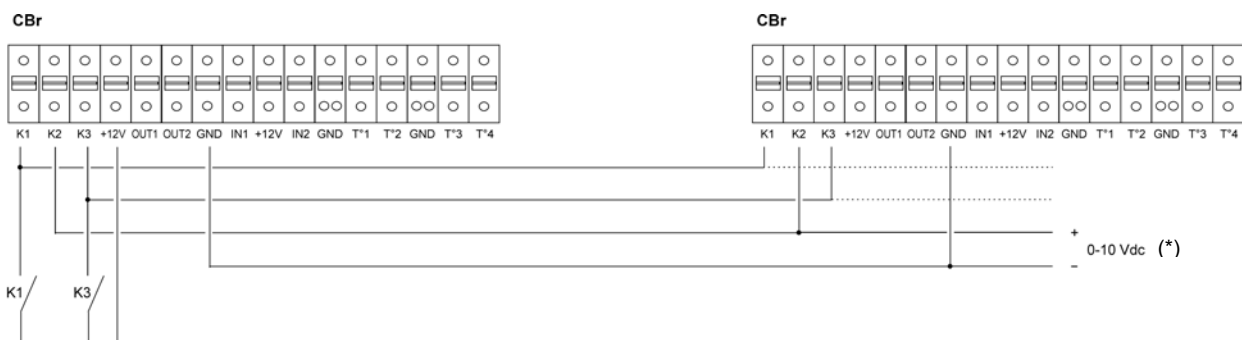 CBr CBr
K1 K2 K3 +12V OUT1 OUT2 GND IN1 +12V IN2 GND T°1 T°2 GND T°3 T°4 K1 K2 K3 +12V OUT1 OUT2 GND IN1 +12V IN2 GND T°1 T°2 GND T°3 T°4
+
0-10 Vdc (*)
–
K1 K3